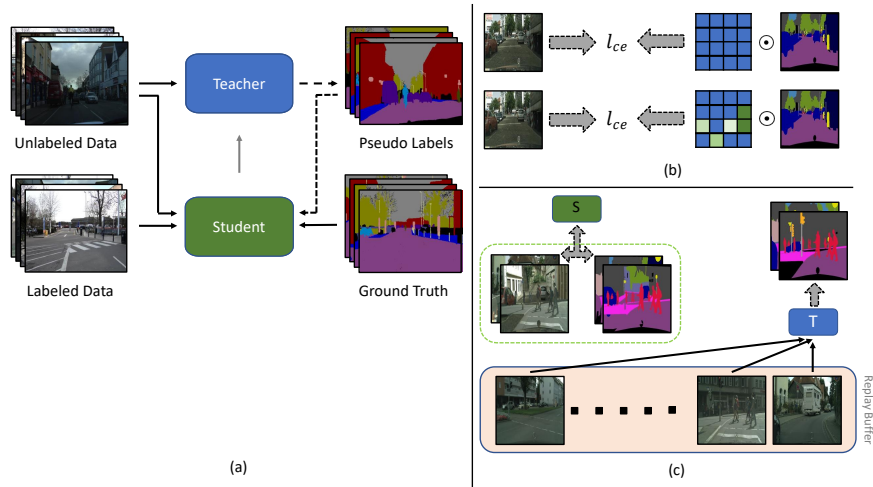 Teacher
Unlabeled Data
Pseudo Labels
Student
Labeled Data
Ground Truth
(a)
l_ce
l_ce
(b)
S
T
Replay Buffer
(c)